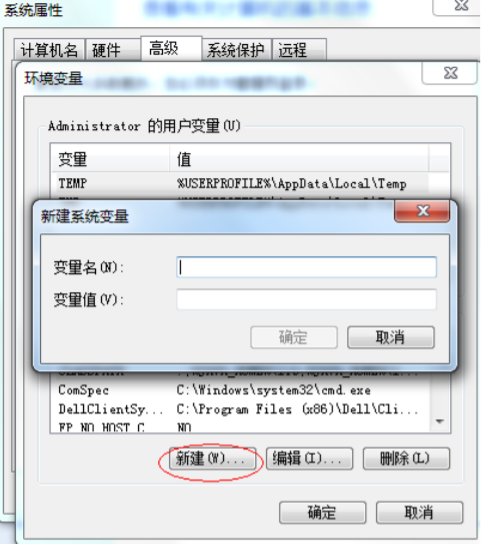 系统属性
计算机名 硬件 高级 系统保护 远程
环境变量
Administrator 的用户变量(U)
变量 值
TEMP %USERPROFILE%\AppData\Local\Temp
新建系统变量
变量名(N):
变量值(V):
确定 取消
ComSpec C:\Windows\system32\cmd.exe
DellClientSy... C:\Program Files (x86)\Dell\Cli...
FP_NO_HOST_C NO
新建(W)... 编辑(I)... 删除(L)
确定 取消